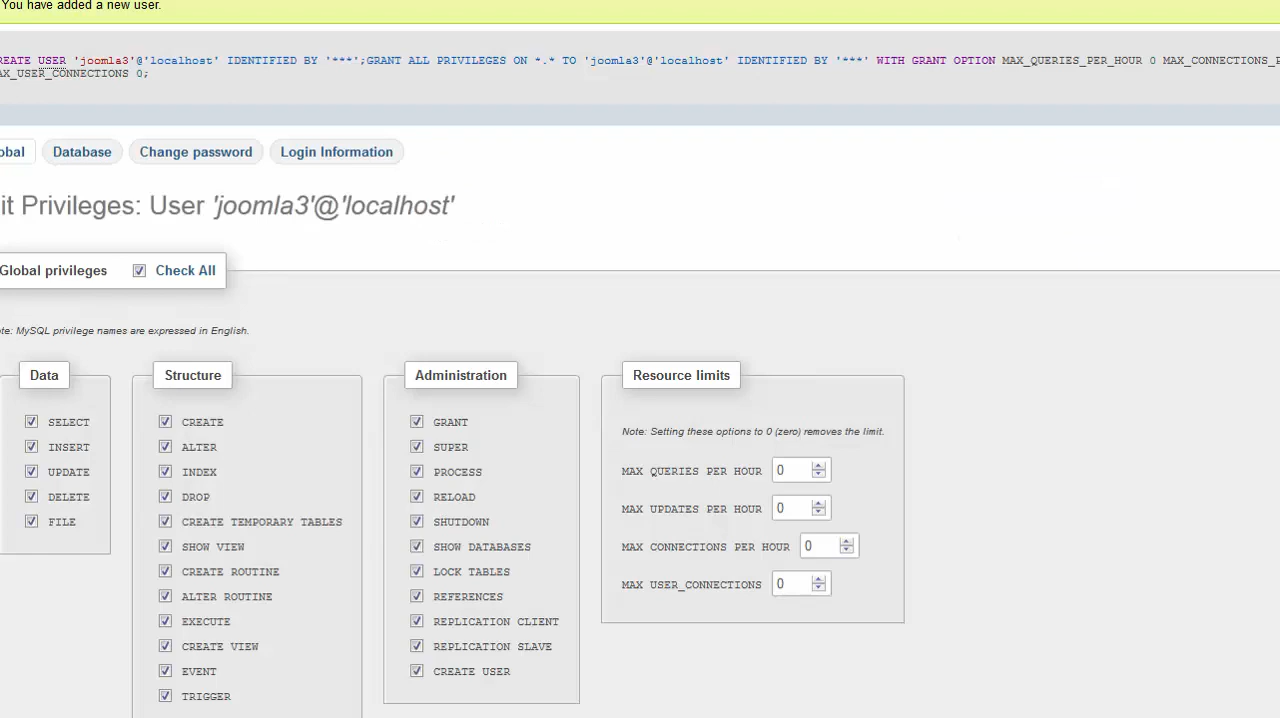 You have added a new user.
REATE USER 'joomla3'@'localhost' IDENTIFIED BY '***';GRANT ALL PRIVILEGES ON *.* TO 'joomla3'@'localhost' IDENTIFIED BY '***' WITH GRANT OPTION MAX_QUERIES_PER_HOUR 0 MAX_CONNECTIONS_P
AX_USER_CONNECTIONS 0;
obal Database Change password Login Information
it Privileges: User 'joomla3'@'localhost'
Global privileges Check All
te: MySQL privilege names are expressed in English.
Data
SELECT
INSERT
UPDATE
DELETE
FILE
Structure
CREATE
ALTER
INDEX
DROP
CREATE TEMPORARY TABLES
SHOW VIEW
CREATE ROUTINE
ALTER ROUTINE
EXECUTE
CREATE VIEW
EVENT
TRIGGER
Administration
GRANT
SUPER
PROCESS
RELOAD
SHUTDOWN
SHOW DATABASES
LOCK TABLES
REFERENCES
REPLICATION CLIENT
REPLICATION SLAVE
CREATE USER
Resource limits
Note: Setting these options to 0 (zero) removes the limit.
MAX QUERIES PER HOUR 0
MAX UPDATES PER HOUR 0
MAX CONNECTIONS PER HOUR 0
MAX USER_CONNECTIONS 0